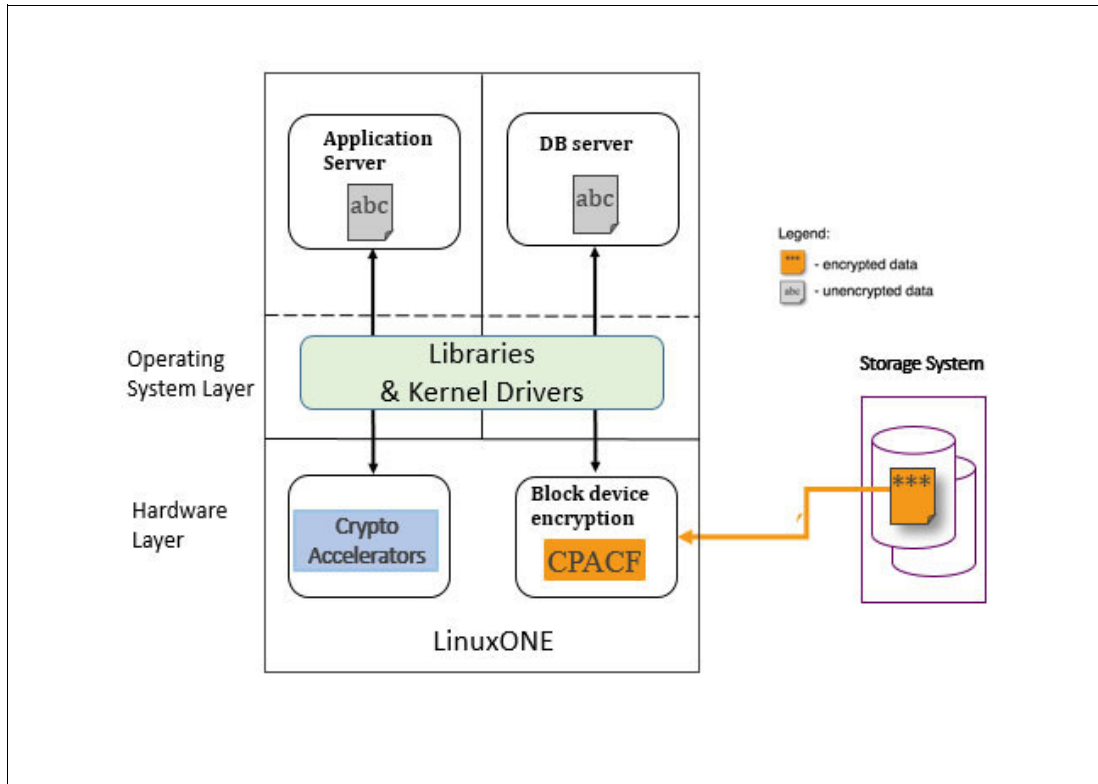 Application
Server
abc
DB server
abc
Legend:
*** - encrypted data
abc - unencrypted data
Operating
System Layer
Libraries
& Kernel Drivers
Storage System
***
Hardware
Layer
Crypto
Accelerators
Block device
encryption
CPACF
LinuxONE